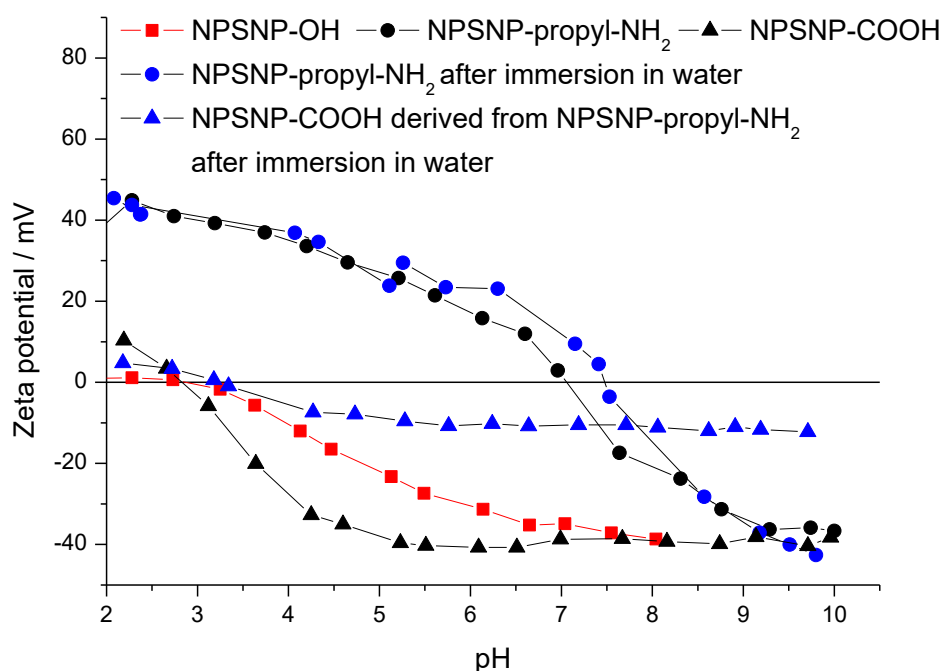 NPSNP-OH NPSNP-propyl-NH₂ NPSNP-COOH
NPSNP-propyl-NH₂ after immersion in water
NPSNP-COOH derived from NPSNP-propyl-NH₂
after immersion in water
80
60
40
20
0
-20
-40
Zeta potential / mV
2 3 4 5 6 7 8 9 10
pH